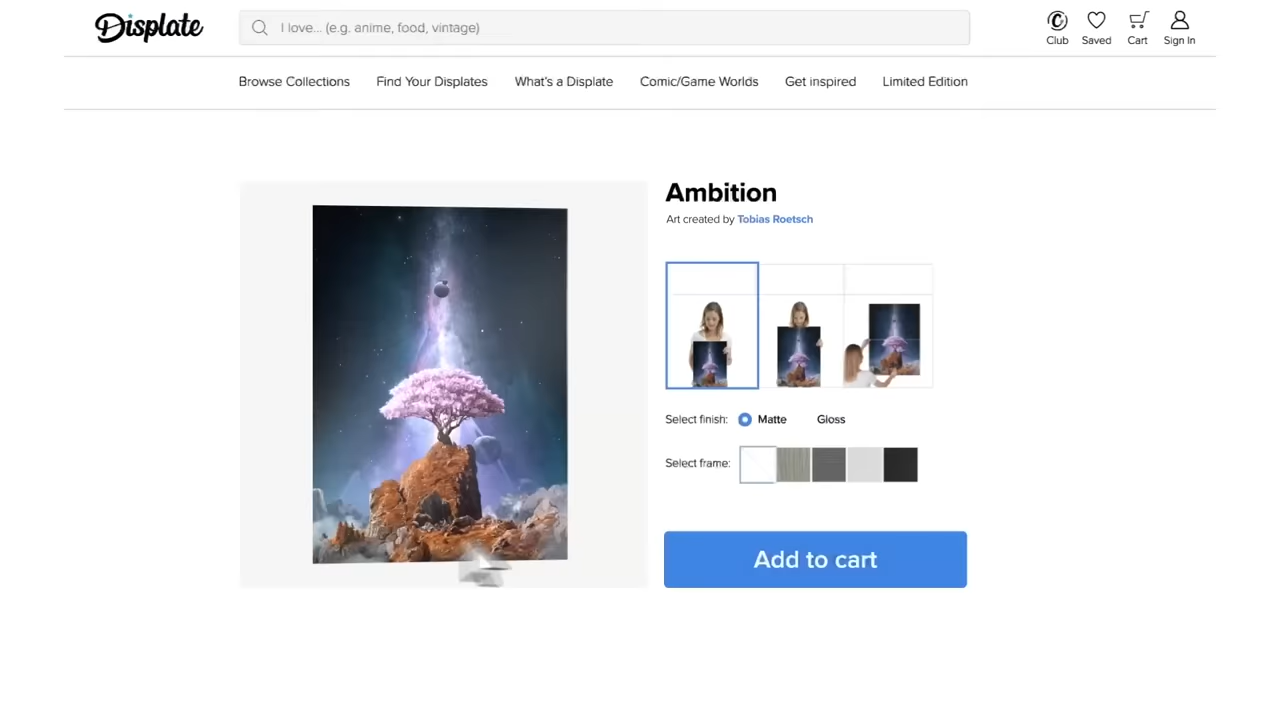 Displate
I love... (e.g. anime, food, vintage)
Club
Saved
Cart
Sign In
Browse Collections
Find Your Displates
What's a Displate
Comic/Game Worlds
Get inspired
Limited Edition
Ambition
Art created by Tobias Roetsch
Select finish: Matte Gloss
Select frame:
Add to cart